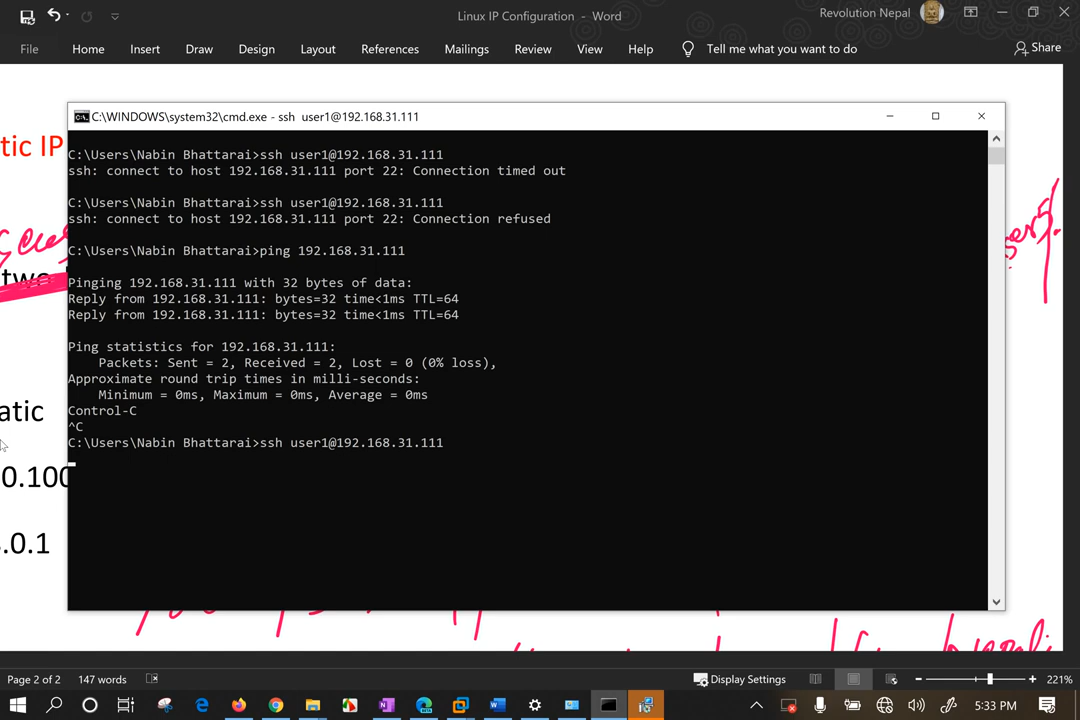 Linux IP Configuration - Word
Revolution Nepal
File Home Insert Draw Design Layout References Mailings Review View Help Tell me what you want to do Share
C:\WINDOWS\system32\cmd.exe - ssh user1@192.168.31.111
tic IP
C:\Users\Nabin Bhattarai>ssh user1@192.168.31.111
ssh: connect to host 192.168.31.111 port 22: Connection timed out
C:\Users\Nabin Bhattarai>ssh user1@192.168.31.111
ssh: connect to host 192.168.31.111 port 22: Connection refused
C:\Users\Nabin Bhattarai>ping 192.168.31.111
Pinging 192.168.31.111 with 32 bytes of data:
Reply from 192.168.31.111: bytes=32 time<1ms TTL=64
Reply from 192.168.31.111: bytes=32 time<1ms TTL=64
Ping statistics for 192.168.31.111:
Packets: Sent = 2, Received = 2, Lost = 0 (0% loss),
Approximate round trip times in milli-seconds:
Minimum = 0ms, Maximum = 0ms, Average = 0ms
Control-C
^C
C:\Users\Nabin Bhattarai>ssh user1@192.168.31.111
two
atic
0.100
.0.1
Page 2 of 2 147 words Display Settings 221%
5:33 PM